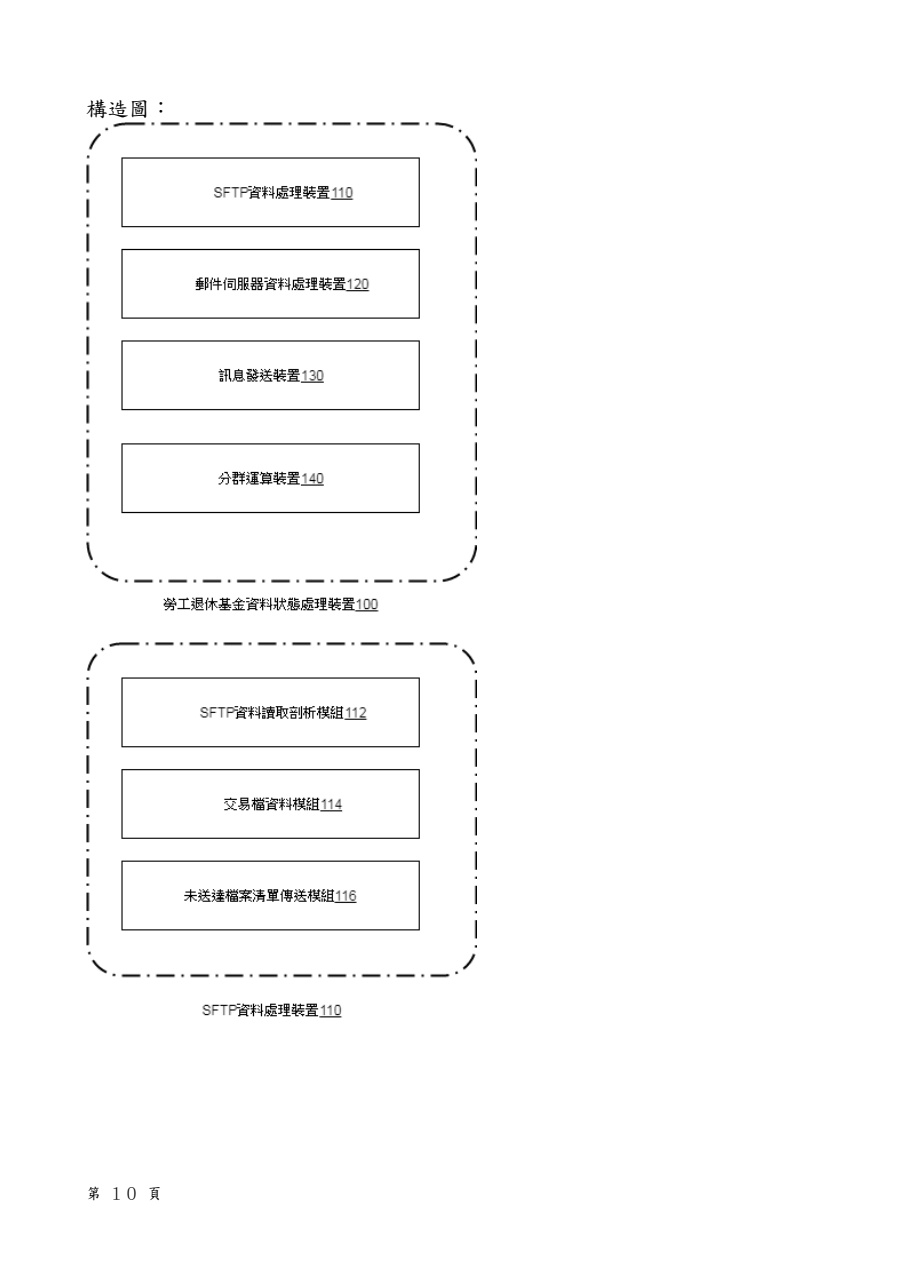 構造圖：
SFTP資料處理裝置110
郵件伺服器資料處理裝置120
訊息發送裝置130
分群運算裝置140
勞工退休基金資料狀態處理裝置100
SFTP資料讀取剖析模組112
交易檔資料模組114
未送達檔案清單傳送模組116
SFTP資料處理裝置110
第 10 頁